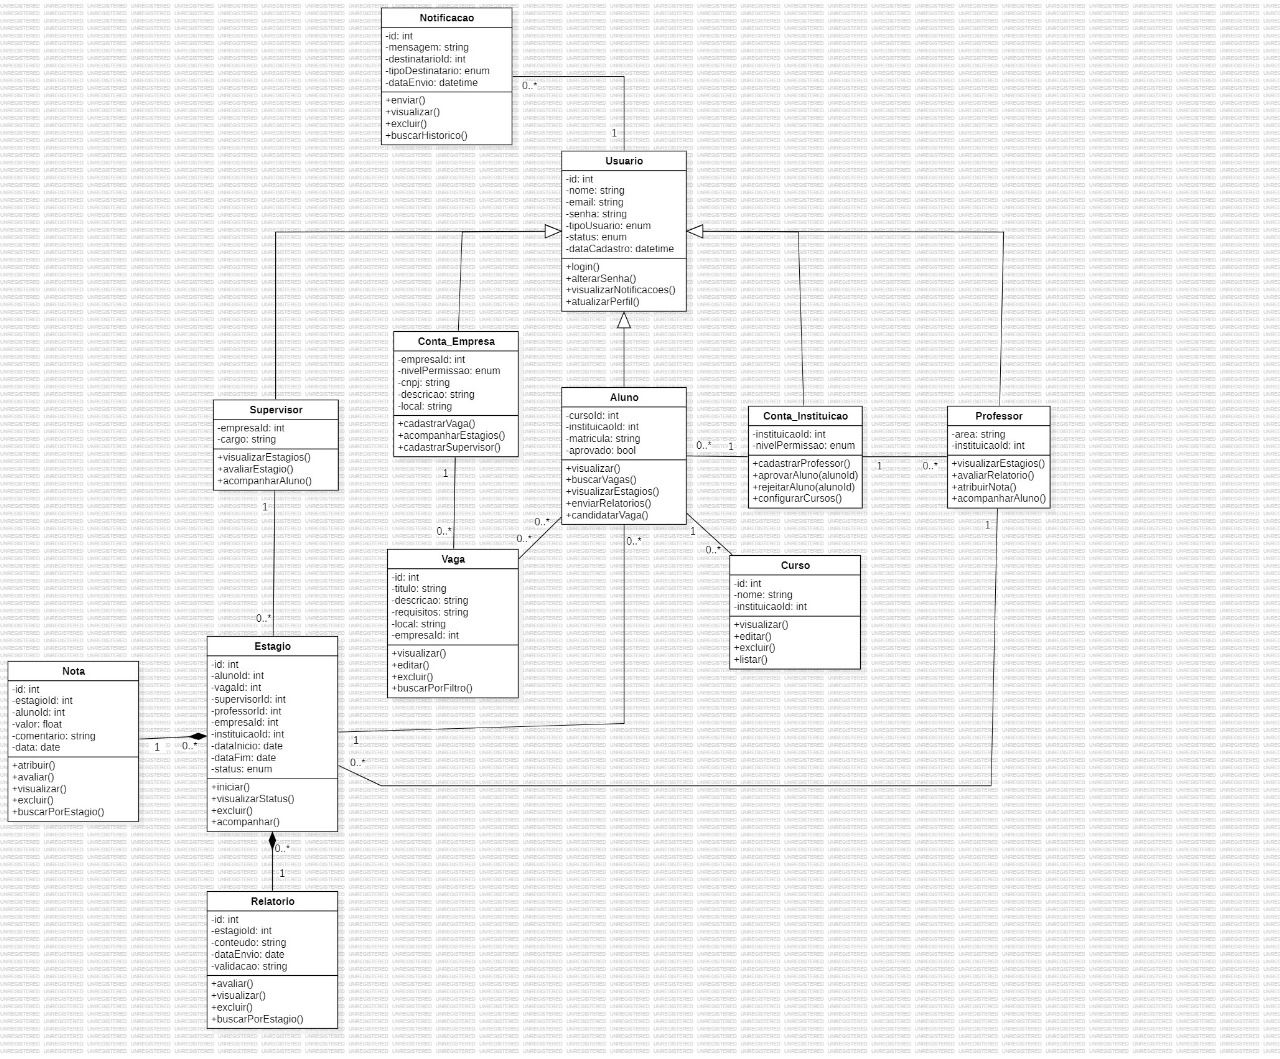 Notificacao
-id: int
-mensagem: string
-destinatarioId: int
-tipoDestinatario: enum
-dataEnvio: datetime
+enviar()
+visualizar()
+excluir()
+buscarHistorico()
0..*
1
Usuario
-id: int
-nome: string
-email: string
-senha: string
-tipoUsuario: enum
-status: enum
-dataCadastro: datetime
+login()
+alterarSenha()
+visualizarNotificacoes()
+atualizarPerfil()
Conta_Empresa
-empresaId: int
-nivelPermissao: enum
-cnpj: string
-descricao: string
-local: string
+cadastrarVaga()
+acompanharEstagios()
+cadastrarSupervisor()
1
0..*
Supervisor
-empresaId: int
-cargo: string
+visualizarEstagios()
+avaliarEstagio()
+acompanharAluno()
1
0..*
Aluno
-cursoId: int
-instituicaoId: int
-matricula: string
-aprovado: bool
+visualizar()
+buscarVagas()
+visualizarEstagios()
+enviarRelatorios()
+candidatarVaga()
0..*
1
0..*
0..*
0..*
1
0..*
Conta_Instituicao
-instituicaoId: int
-nivelPermissao: enum
+cadastrarProfessor()
+aprovarAluno(alunoId)
+rejeitarAluno(alunoId)
+configurarCursos()
1
0..*
Professor
-area: string
-instituicaoId: int
+visualizarEstagios()
+avaliarRelatorio()
+atribuirNota()
+acompanharAluno()
1
Vaga
-id: int
-titulo: string
-descricao: string
-requisitos: string
-local: string
-empresaId: int
+visualizar()
+editar()
+excluir()
+buscarPorFiltro()
Curso
-id: int
-nome: string
-instituicaoId: int
+visualizar()
+editar()
+excluir()
+listar()
Estagio
-id: int
-alunoId: int
-vagaId: int
-supervisorId: int
-professorId: int
-empresaId: int
-instituicaoId: int
-dataInicio: date
-dataFim: date
-status: enum
+iniciar()
+visualizarStatus()
+excluir()
+acompanhar()
1
0..*
Nota
-id: int
-estagioId: int
-alunoId: int
-valor: float
-comentario: string
-data: date
+atribuir()
+avaliar()
+visualizar()
+excluir()
+buscarPorEstagio()
1
0..*
0..*
1
Relatorio
-id: int
-estagioId: int
-conteudo: string
-dataEnvio: date
-validacao: string
+avaliar()
+visualizar()
+excluir()
+buscarPorEstagio()
UNREGISTERED